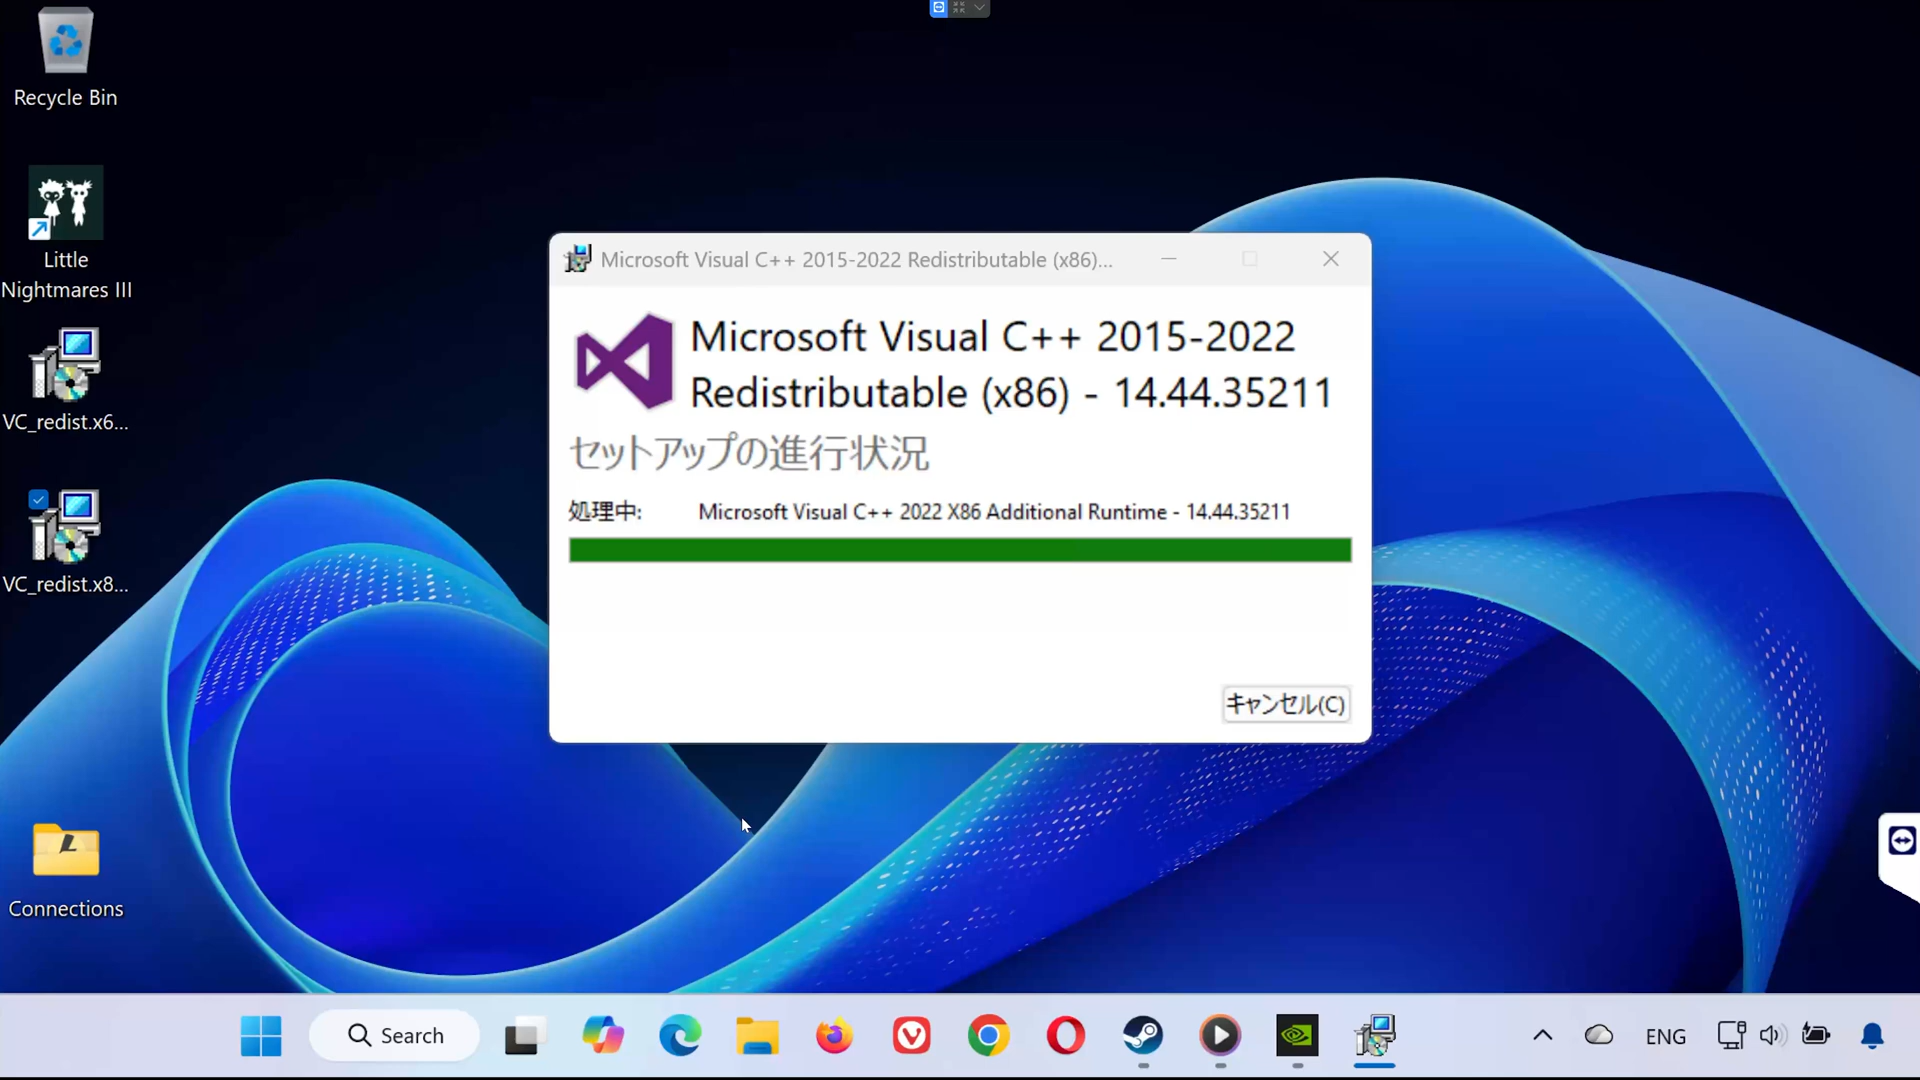 Recycle Bin
Little
Nightmares III
VC_redist.x6...
VC_redist.x8...
Connections
Microsoft Visual C++ 2015-2022 Redistributable (x86)...
Microsoft Visual C++ 2015-2022
Redistributable (x86) - 14.44.35211
セットアップの進行状況
処理中: Microsoft Visual C++ 2022 X86 Additional Runtime - 14.44.35211
キャンセル(C)
Search
ENG